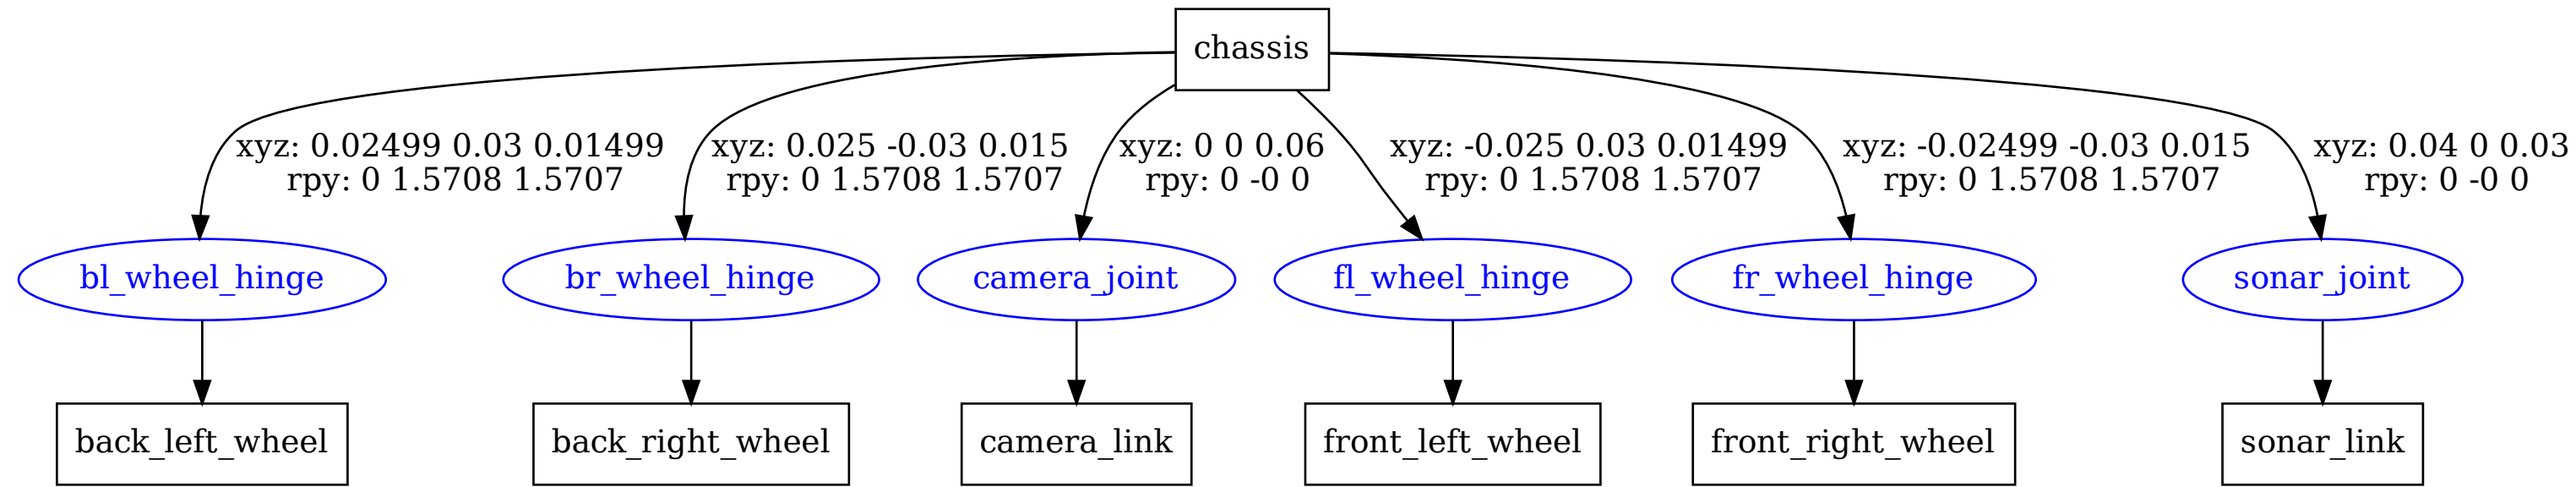 chassis
xyz: 0.02499 0.03 0.01499
rpy: 0 1.5708 1.5707
xyz: 0.025 -0.03 0.015
rpy: 0 1.5708 1.5707
xyz: 0 0 0.06
rpy: 0 -0 0
xyz: -0.025 0.03 0.01499
rpy: 0 1.5708 1.5707
xyz: -0.02499 -0.03 0.015
rpy: 0 1.5708 1.5707
xyz: 0.04 0 0.03
rpy: 0 -0 0
bl_wheel_hinge
br_wheel_hinge
camera_joint
fl_wheel_hinge
fr_wheel_hinge
sonar_joint
back_left_wheel
back_right_wheel
camera_link
front_left_wheel
front_right_wheel
sonar_link